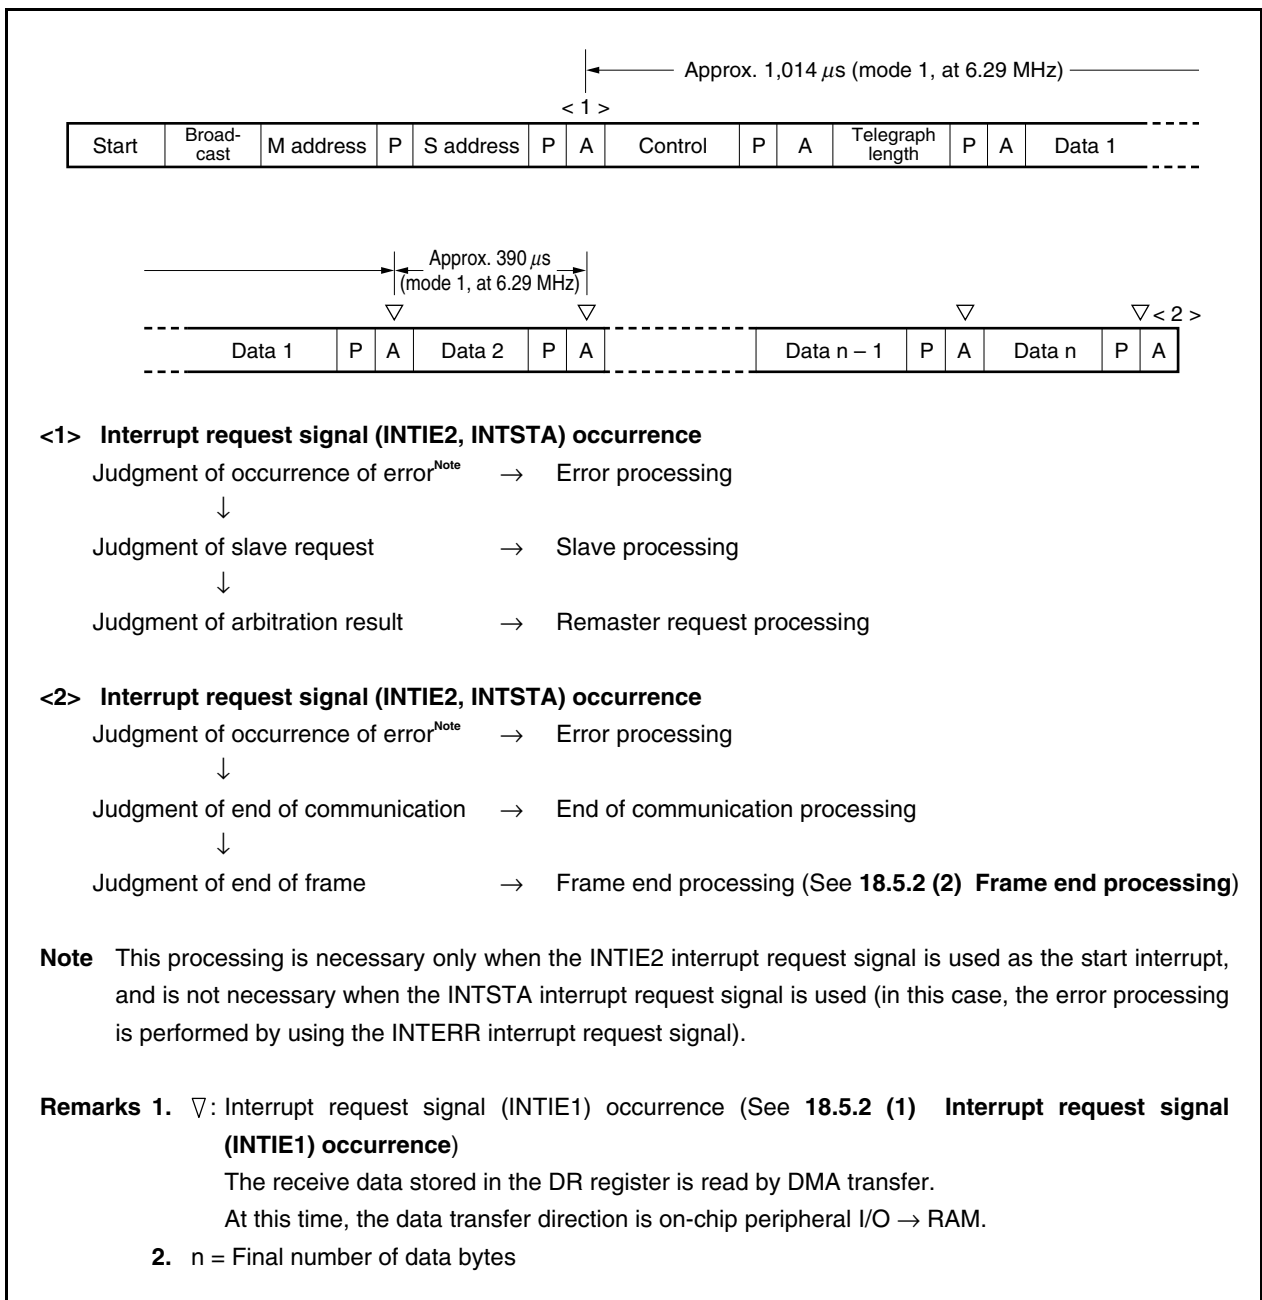 Approx. 1,014 μs (mode 1, at 6.29 MHz)
< 1 >
Start Broad-cast M address P S address P A Control P A Telegraph length P A Data 1
Approx. 390 μs
(mode 1, at 6.29 MHz)
▽ ▽ ▽ ▽ < 2 >
Data 1 P A Data 2 P A Data n – 1 P A Data n P A
<1> Interrupt request signal (INTIE2, INTSTA) occurrence
Judgment of occurrence of error^Note → Error processing
↓
Judgment of slave request → Slave processing
↓
Judgment of arbitration result → Remaster request processing
<2> Interrupt request signal (INTIE2, INTSTA) occurrence
Judgment of occurrence of error^Note → Error processing
↓
Judgment of end of communication → End of communication processing
↓
Judgment of end of frame → Frame end processing (See 18.5.2 (2) Frame end processing)
Note This processing is necessary only when the INTIE2 interrupt request signal is used as the start interrupt,
and is not necessary when the INTSTA interrupt request signal is used (in this case, the error processing
is performed by using the INTERR interrupt request signal).
Remarks 1. ▽: Interrupt request signal (INTIE1) occurrence (See 18.5.2 (1) Interrupt request signal
(INTIE1) occurrence)
The receive data stored in the DR register is read by DMA transfer.
At this time, the data transfer direction is on-chip peripheral I/O → RAM.
2. n = Final number of data bytes